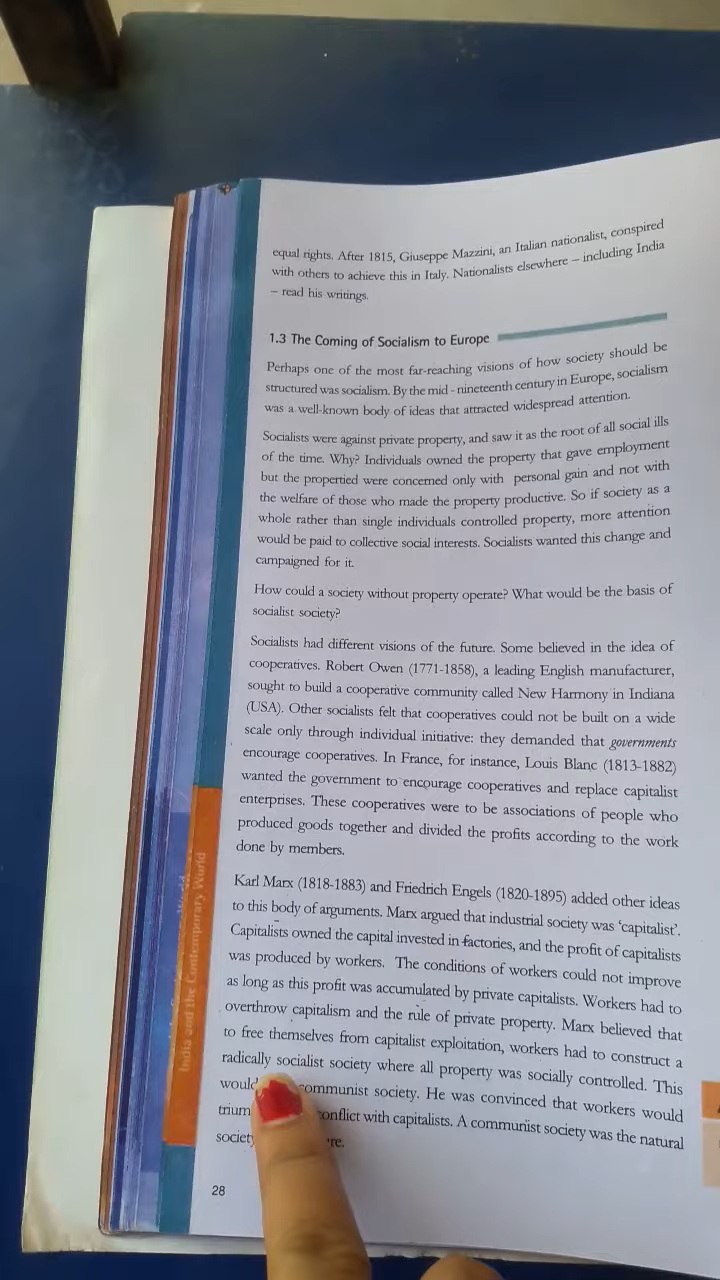 equal rights. After 1815, Giuseppe Mazzini, an Italian nationalist, conspired
with others to achieve this in Italy. Nationalists elsewhere – including India
– read his writings.
1.3 The Coming of Socialism to Europe
Perhaps one of the most far-reaching visions of how society should be
structured was socialism. By the mid - nineteenth century in Europe, socialism
was a well-known body of ideas that attracted widespread attention.
Socialists were against private property, and saw it as the root of all social ills
of the time. Why? Individuals owned the property that gave employment
but the propertied were concerned only with personal gain and not with
the welfare of those who made the property productive. So if society as a
whole rather than single individuals controlled property, more attention
would be paid to collective social interests. Socialists wanted this change and
campaigned for it.
How could a society without property operate? What would be the basis of
socialist society?
Socialists had different visions of the future. Some believed in the idea of
cooperatives. Robert Owen (1771-1858), a leading English manufacturer,
sought to build a cooperative community called New Harmony in Indiana
(USA). Other socialists felt that cooperatives could not be built on a wide
scale only through individual initiative: they demanded that governments
encourage cooperatives. In France, for instance, Louis Blanc (1813-1882)
wanted the government to encourage cooperatives and replace capitalist
enterprises. These cooperatives were to be associations of people who
produced goods together and divided the profits according to the work
done by members.
Karl Marx (1818-1883) and Friedrich Engels (1820-1895) added other ideas
to this body of arguments. Marx argued that industrial society was ‘capitalist’.
Capitalists owned the capital invested in factories, and the profit of capitalists
was produced by workers. The conditions of workers could not improve
as long as this profit was accumulated by private capitalists. Workers had to
overthrow capitalism and the rule of private property. Marx believed that
to free themselves from capitalist exploitation, workers had to construct a
radically socialist society where all property was socially controlled. This
would communist society. He was convinced that workers would
conflict with capitalists. A communist society was the natural
society
28
India and the Contemporary World